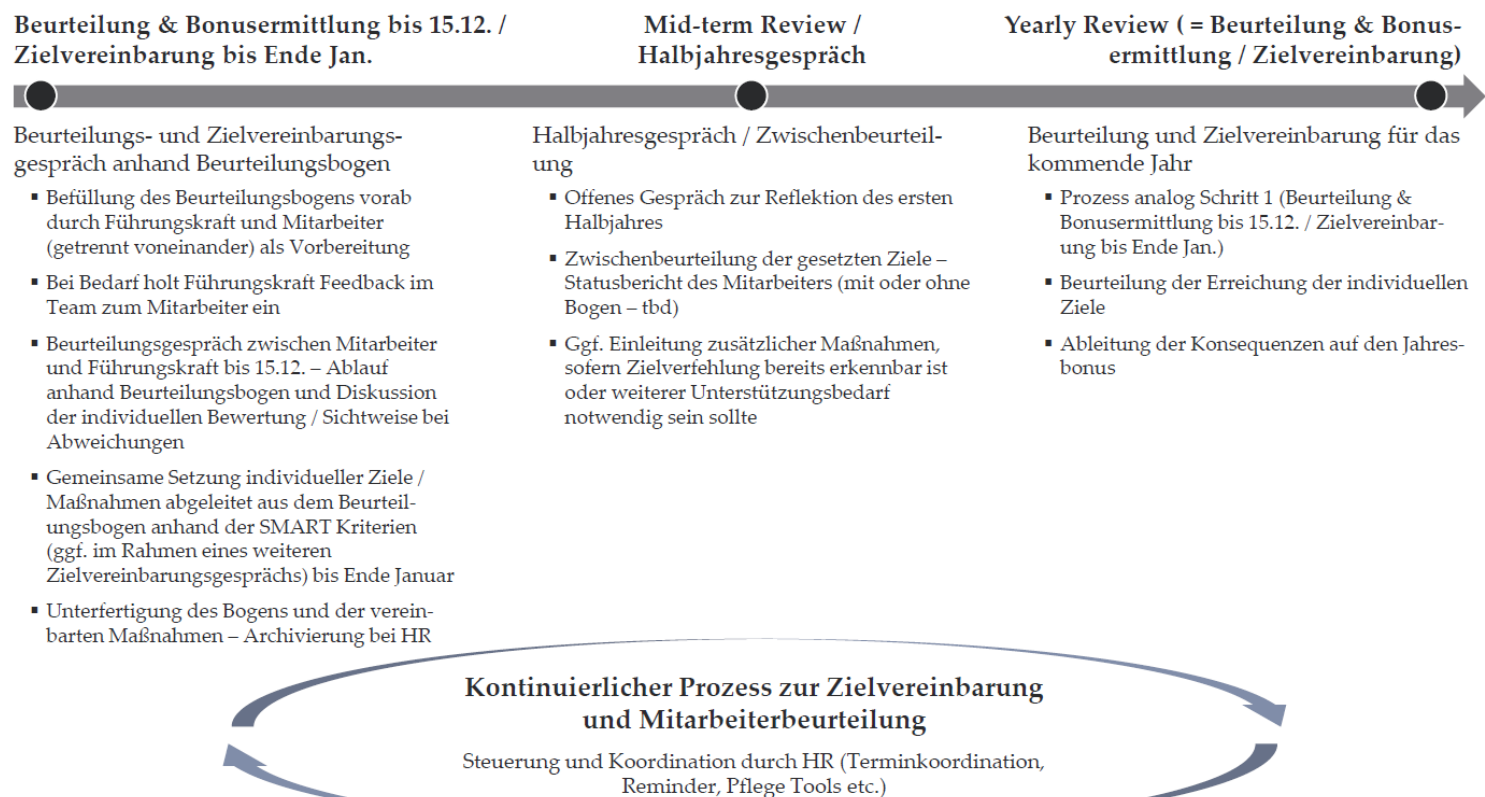 Beurteilung & Bonusermittlung bis 15.12. /
Zielvereinbarung bis Ende Jan.
Mid-term Review /
Halbjahresgespräch
Yearly Review ( = Beurteilung & Bonus-
ermittlung / Zielvereinbarung)
Beurteilungs- und Zielvereinbarungs-
gespräch anhand Beurteilungsbogen
▪ Befüllung des Beurteilungsbogens vorab
durch Führungskraft und Mitarbeiter
(getrennt voneinander) als Vorbereitung
▪ Bei Bedarf holt Führungskraft Feedback im
Team zum Mitarbeiter ein
▪ Beurteilungsgespräch zwischen Mitarbeiter
und Führungskraft bis 15.12. – Ablauf
anhand Beurteilungsbogen und Diskussion
der individuellen Bewertung / Sichtweise bei
Abweichungen
▪ Gemeinsame Setzung individueller Ziele /
Maßnahmen abgeleitet aus dem Beurteil-
ungsbogen anhand der SMART Kriterien
(ggf. im Rahmen eines weiteren
Zielvereinbarungsgesprächs) bis Ende Januar
▪ Unterfertigung des Bogens und der verein-
barten Maßnahmen – Archivierung bei HR
Halbjahresgespräch / Zwischenbeurteil-
ung
▪ Offenes Gespräch zur Reflektion des ersten
Halbjahres
▪ Zwischenbeurteilung der gesetzten Ziele –
Statusbericht des Mitarbeiters (mit oder ohne
Bogen – tbd)
▪ Ggf. Einleitung zusätzlicher Maßnahmen,
sofern Zielverfehlung bereits erkennbar ist
oder weiterer Unterstützungsbedarf
notwendig sein sollte
Beurteilung und Zielvereinbarung für das
kommende Jahr
▪ Prozess analog Schritt 1 (Beurteilung &
Bonusermittlung bis 15.12. / Zielvereinbar-
ung bis Ende Jan.)
▪ Beurteilung der Erreichung der individuellen
Ziele
▪ Ableitung der Konsequenzen auf den Jahres-
bonus
Kontinuierlicher Prozess zur Zielvereinbarung
und Mitarbeiterbeurteilung
Steuerung und Koordination durch HR (Terminkoordination,
Reminder, Pflege Tools etc.)